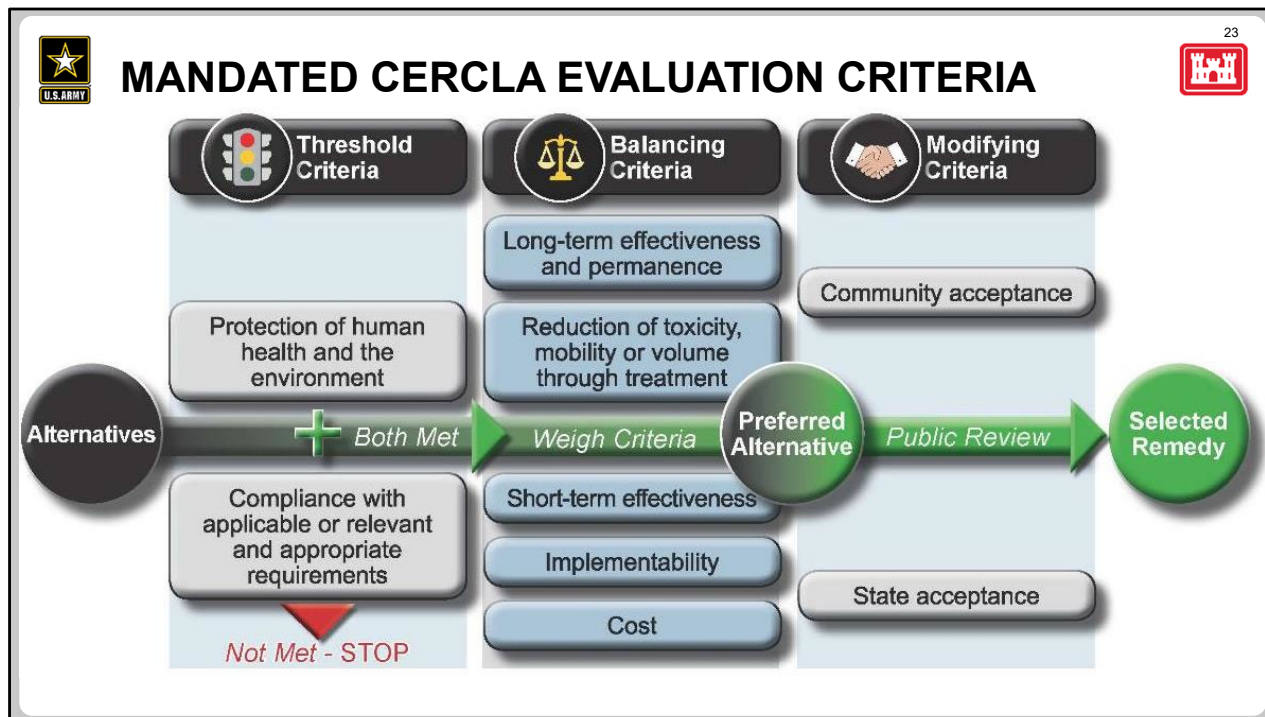 23
U.S.ARMY
MANDATED CERCLA EVALUATION CRITERIA
Threshold
Criteria
Balancing
Criteria
Modifying
Criteria
Alternatives
Protection of human
health and the
environment
Both Met
Compliance with
applicable or relevant
and appropriate
requirements
Not Met - STOP
Long-term effectiveness
and permanence
Reduction of toxicity,
mobility or volume
through treatment
Weigh Criteria
Short-term effectiveness
Implementability
Cost
Preferred
Alternative
Community acceptance
Public Review
State acceptance
Selected
Remedy